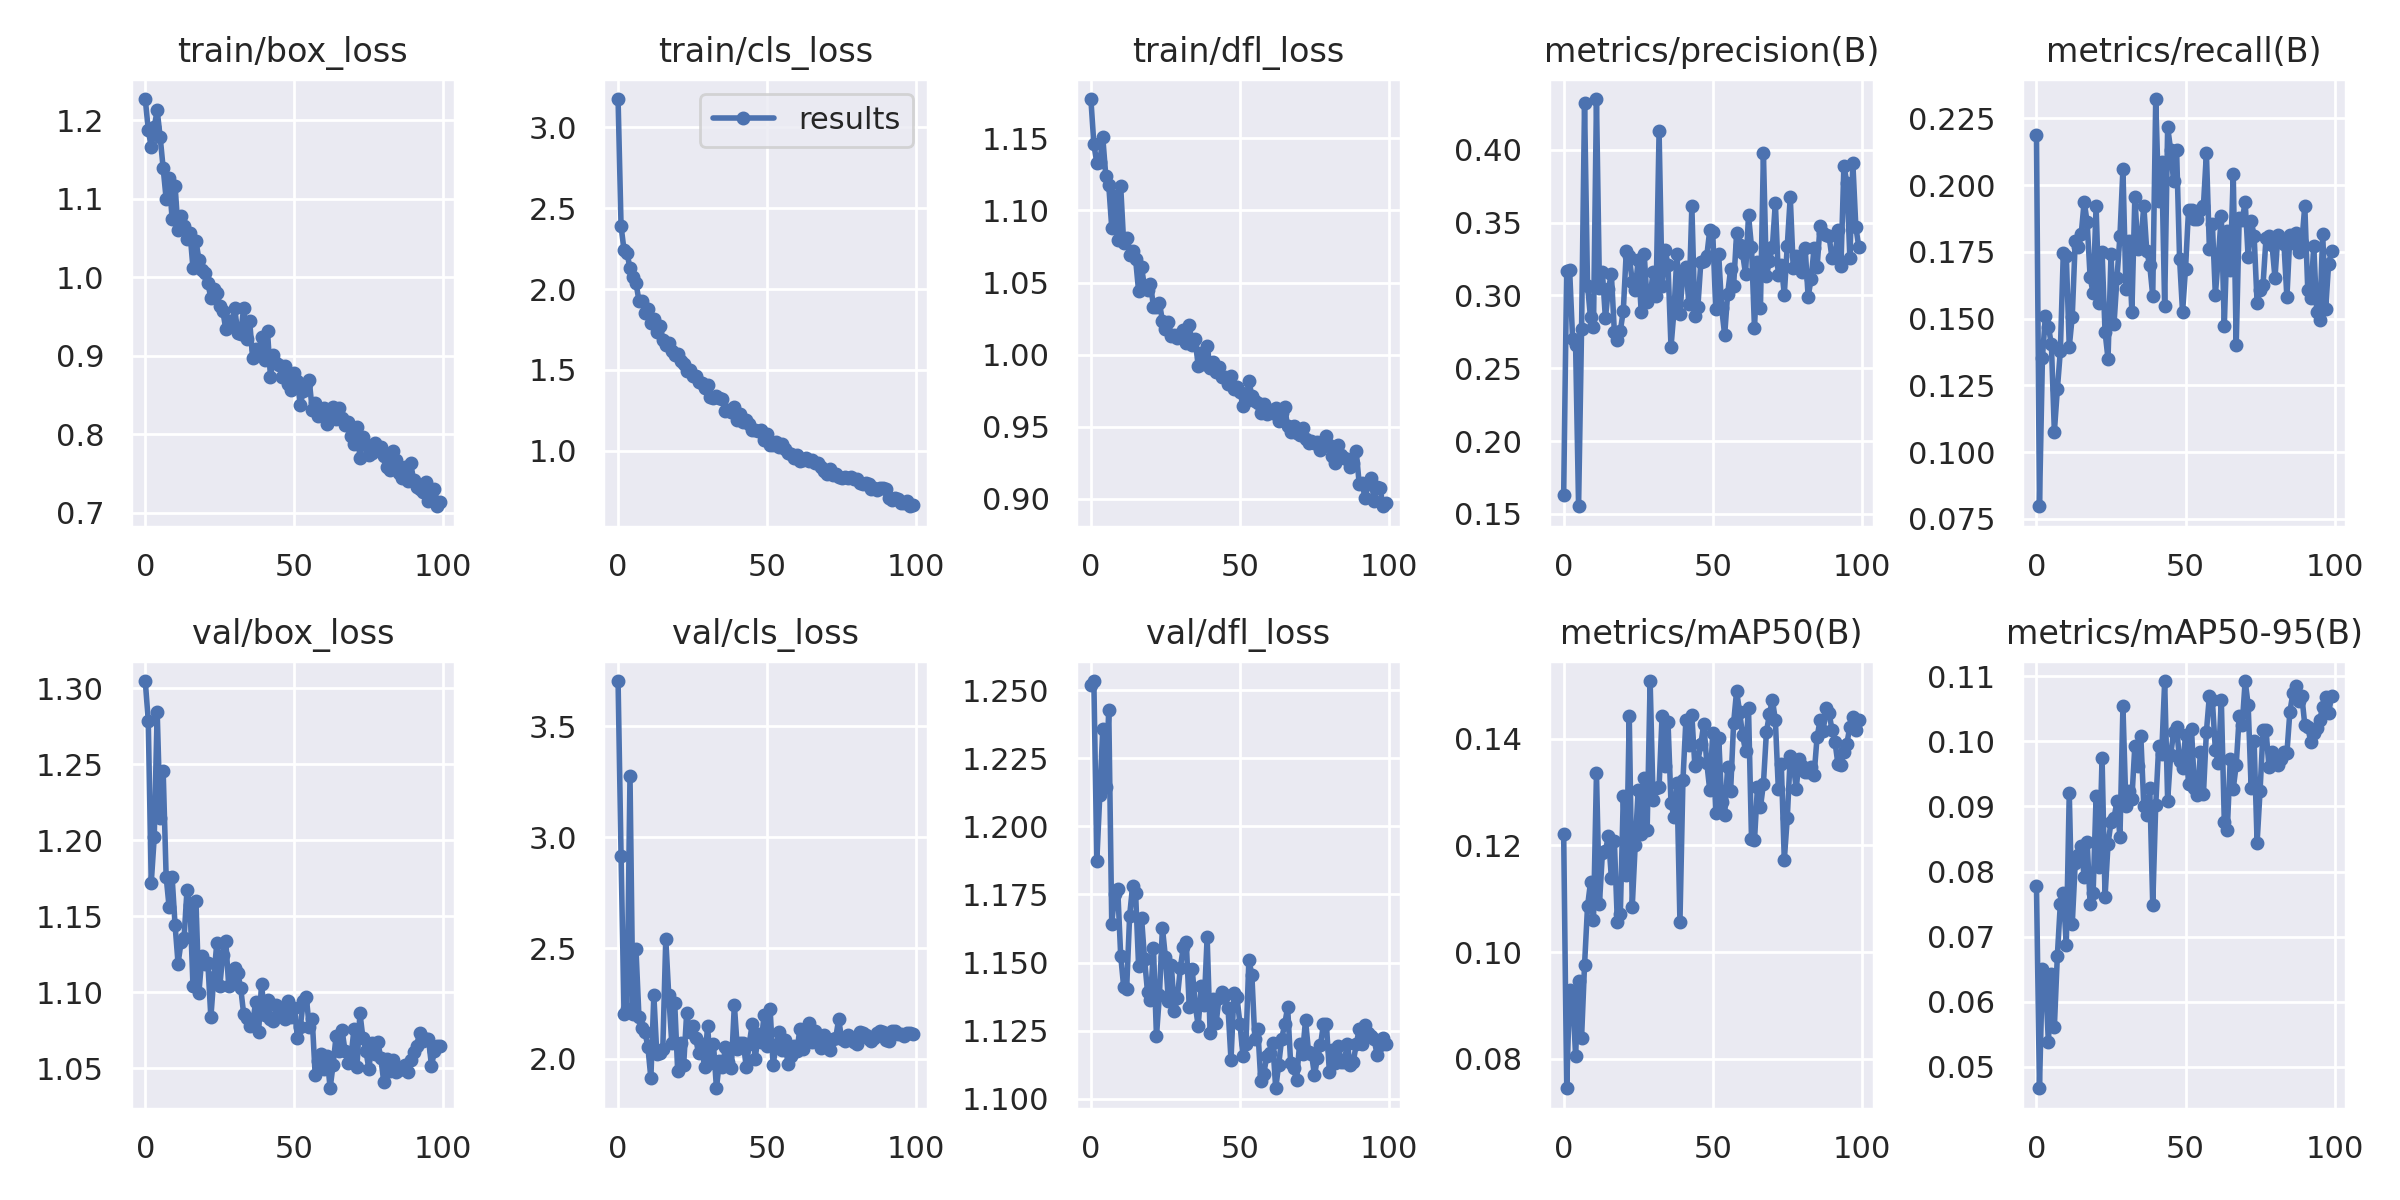 train/box_loss
1.2
1.1
1.0
0.9
0.8
0.7
0 50 100
train/cls_loss
results
3.0
2.5
2.0
1.5
1.0
0 50 100
train/dfl_loss
1.15
1.10
1.05
1.00
0.95
0.90
0 50 100
metrics/precision(B)
0.40
0.35
0.30
0.25
0.20
0.15
0 50 100
metrics/recall(B)
0.225
0.200
0.175
0.150
0.125
0.100
0.075
0 50 100
val/box_loss
1.30
1.25
1.20
1.15
1.10
1.05
0 50 100
val/cls_loss
3.5
3.0
2.5
2.0
0 50 100
val/dfl_loss
1.250
1.225
1.200
1.175
1.150
1.125
1.100
0 50 100
metrics/mAP50(B)
0.14
0.12
0.10
0.08
0 50 100
metrics/mAP50-95(B)
0.11
0.10
0.09
0.08
0.07
0.06
0.05
0 50 100